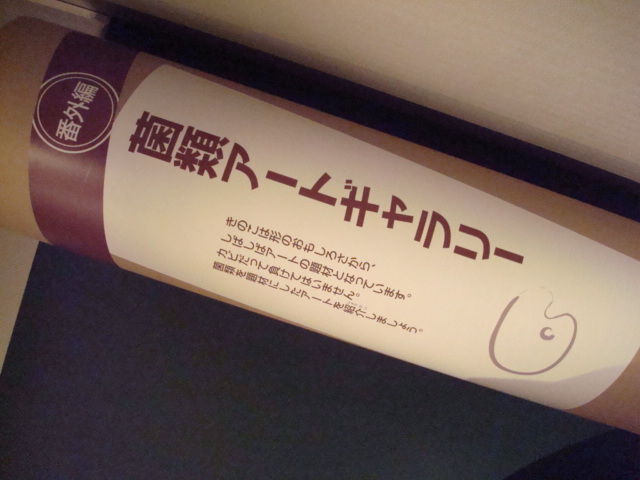 番外編
菌類アートギャラリー
きのこは形のおもしろさから、
しばしばアートの題材となっています。
カビだって負けてはいません。
菌類を題材にしたアートを紹介しましょう。